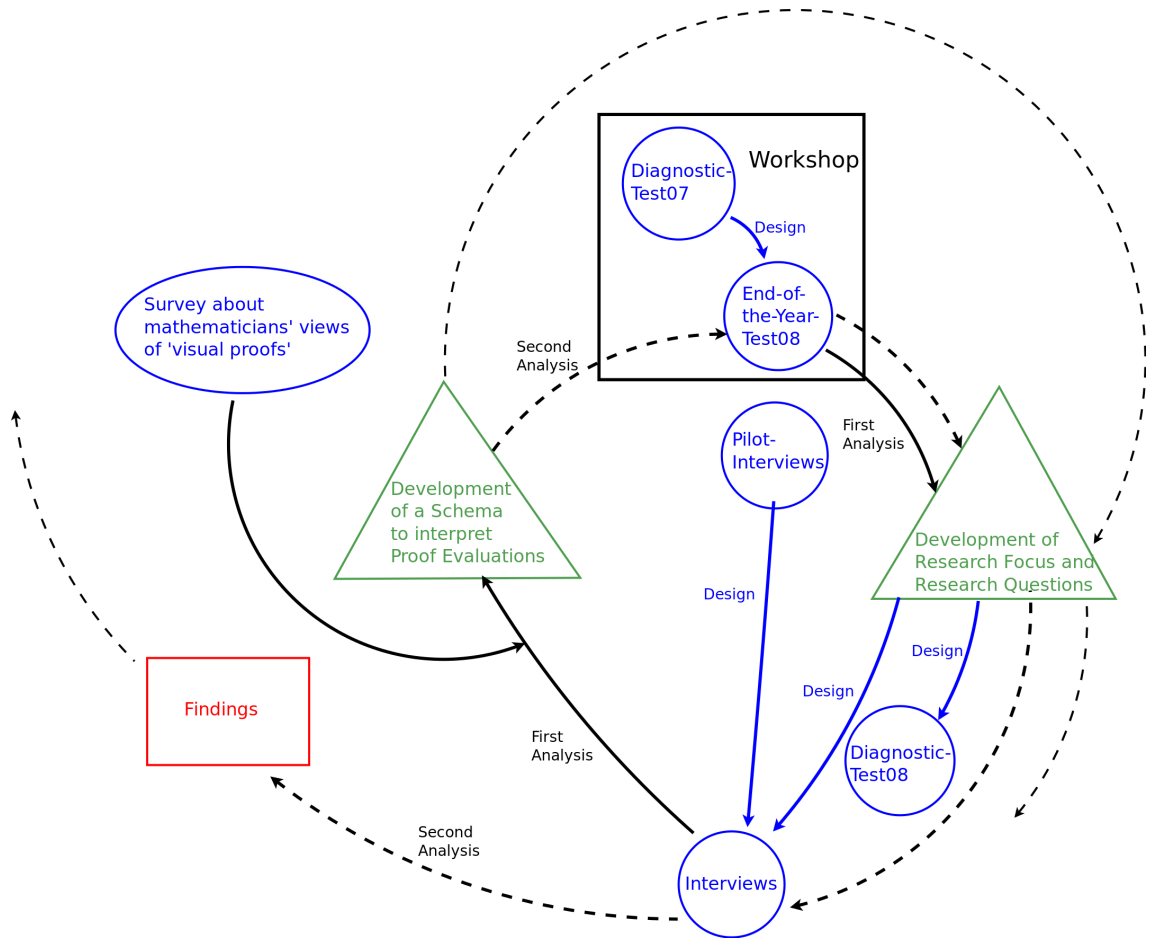 Workshop
Diagnostic-
Test07
Design
End-of-
the-Year-
Test08
Survey about
mathematicians' views
of 'visual proofs'
Second
Analysis
First
Analysis
Pilot-
Interviews
Development
of a Schema
to interpret
Proof Evaluations
Development of
Research Focus and
Research Questions
Design
Design
Design
Findings
First
Analysis
Diagnostic-
Test08
Second
Analysis
Interviews